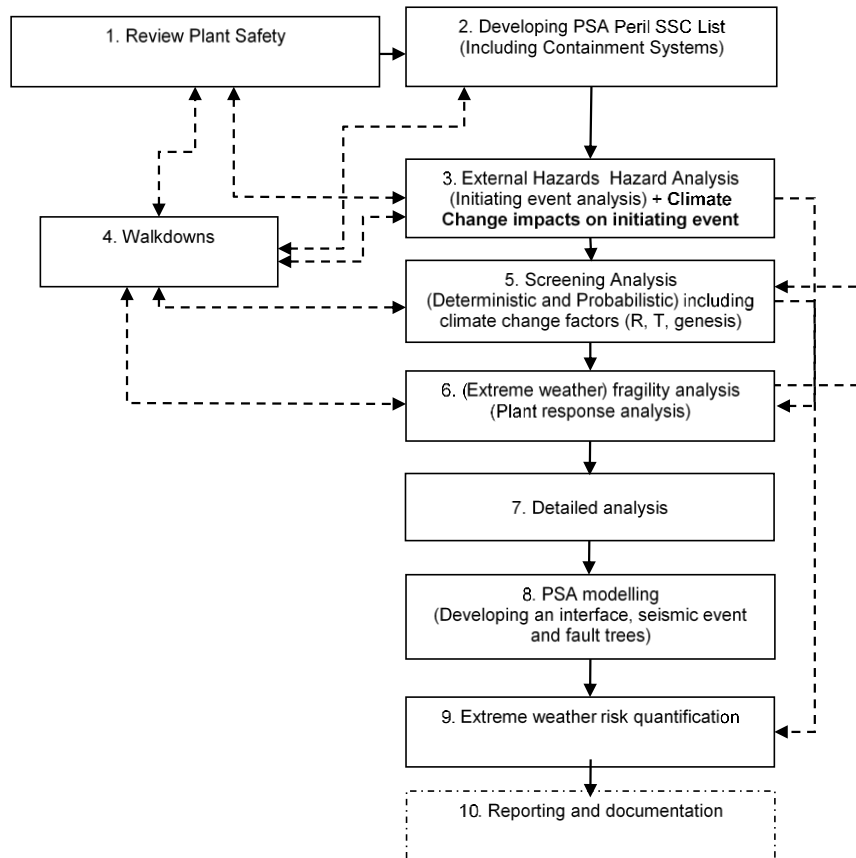 1. Review Plant Safety
2. Developing PSA Peril SSC List
(Including Containment Systems)
3. External Hazards  Hazard Analysis
(Initiating event analysis) + Climate
Change impacts on initiating event
4. Walkdowns
5. Screening Analysis
(Deterministic and Probabilistic) including
climate change factors (R, T, genesis)
6. (Extreme weather) fragility analysis
(Plant response analysis)
7. Detailed analysis
8. PSA modelling
(Developing an interface, seismic event
and fault trees)
9. Extreme weather risk quantification
10. Reporting and documentation